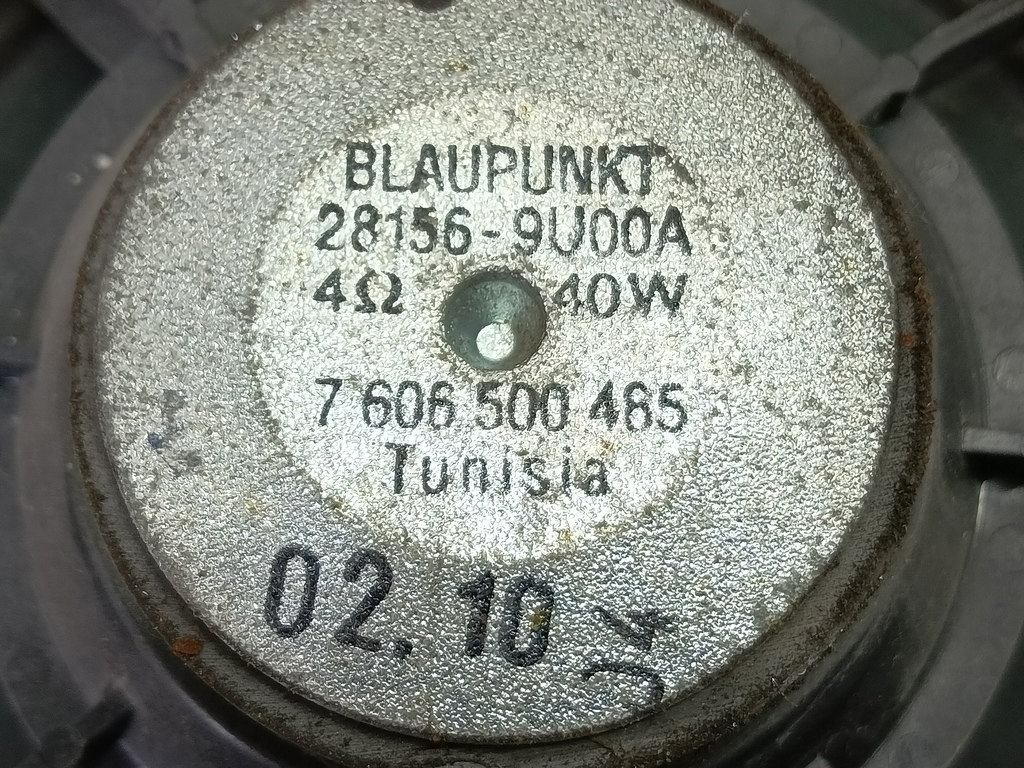 BLAUPUNKT
28156-9U00A
4Ω 40W
7 606 500 465
Tunisia
02. 10